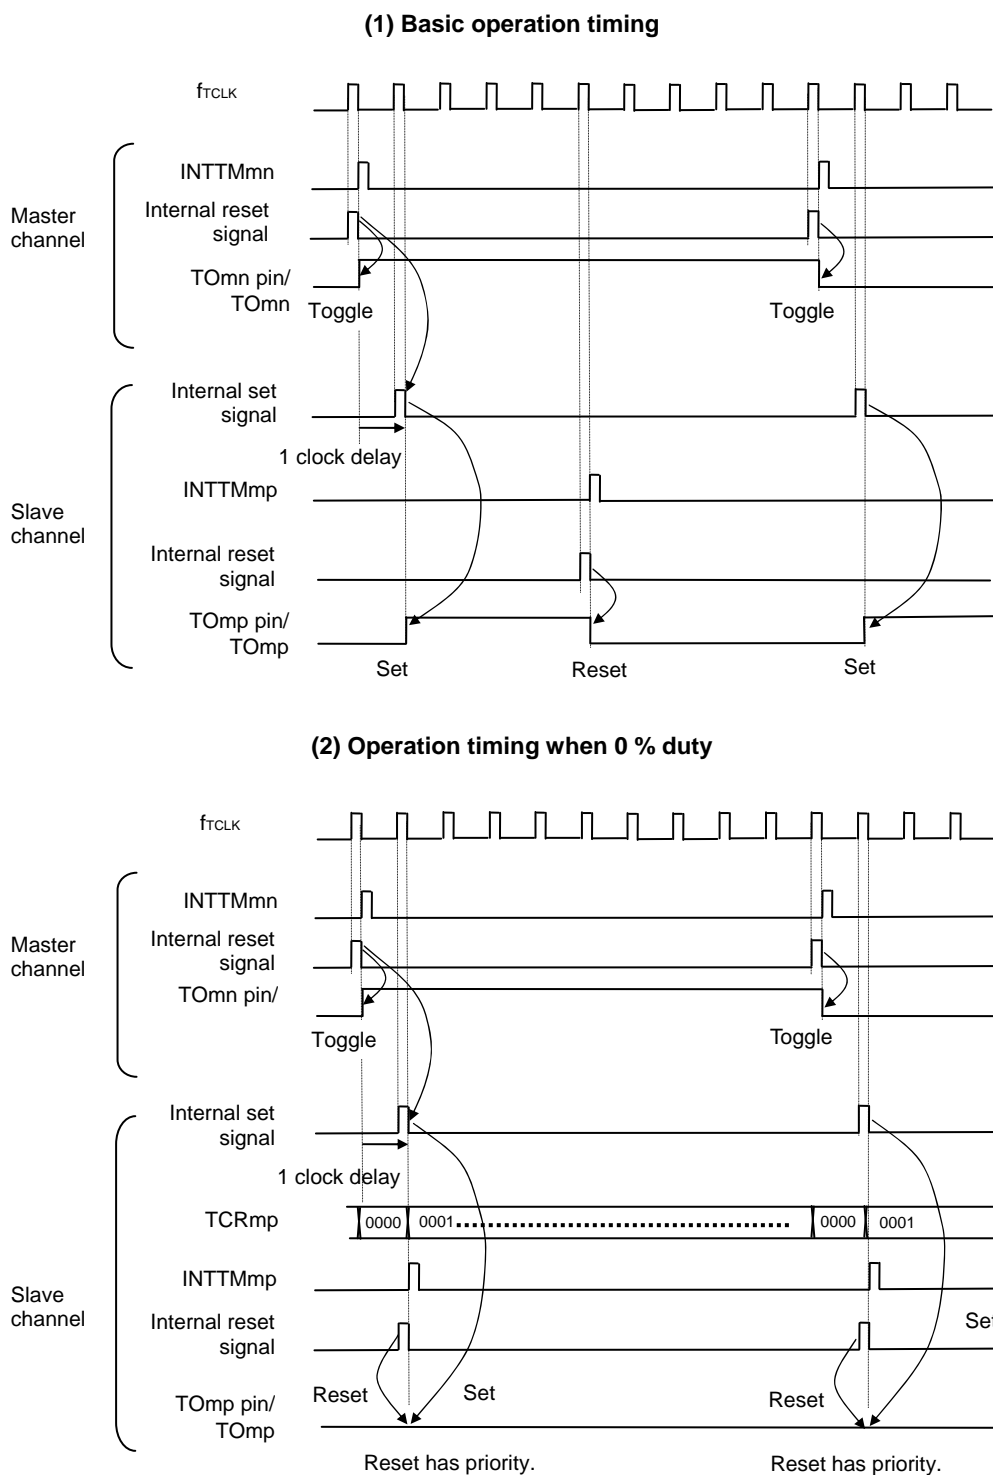 (1) Basic operation timing
fTCLK
INTTMmn
Internal reset
signal
Master
channel
TOmn pin/
TOmn
Toggle
Toggle
Internal set
signal
1 clock delay
INTTMmp
Slave
channel
Internal reset
signal
TOmp pin/
TOmp
Set
Reset
Set
(2) Operation timing when 0 % duty
fTCLK
INTTMmn
Master
channel
Internal reset
signal
TOmn pin/
Toggle
Toggle
Internal set
signal
1 clock delay
TCRmp
0000
0001
0000
0001
INTTMmp
Slave
channel
Internal reset
signal
Set
Reset
Set
Reset
TOmp pin/
TOmp
Reset has priority.
Reset has priority.